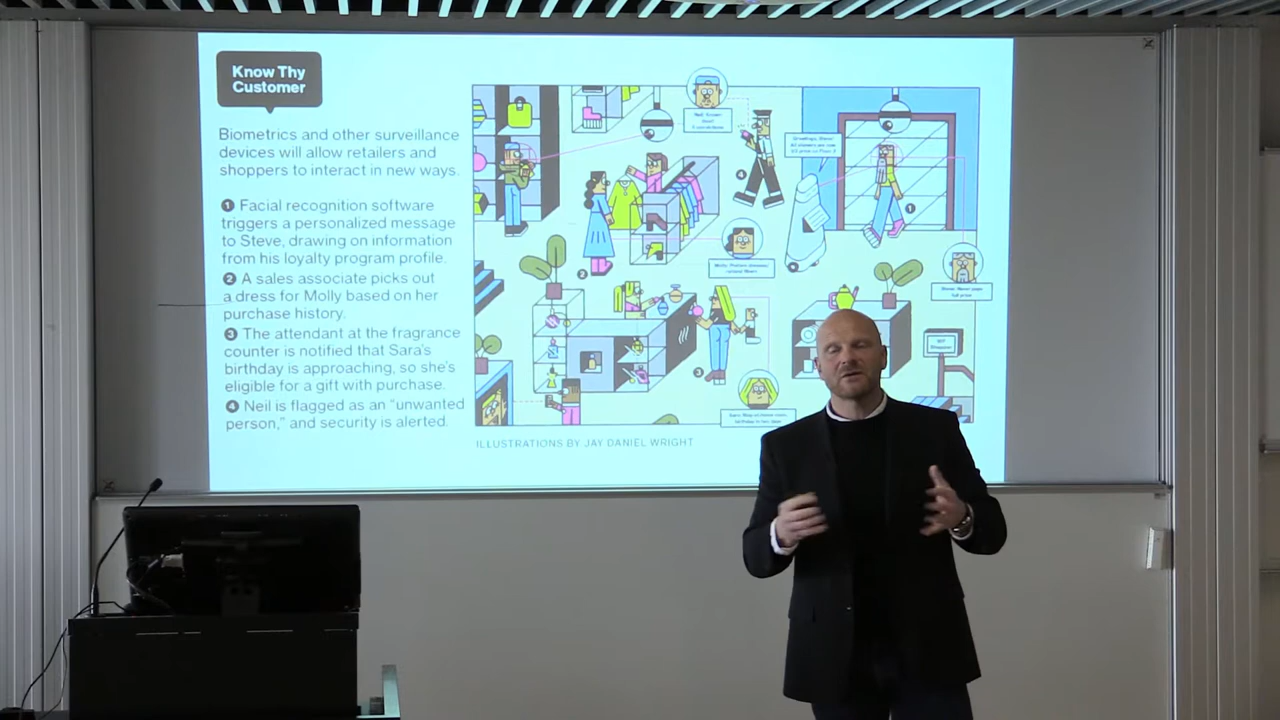 Know Thy
Customer
Biometrics and other surveillance
devices will allow retailers and
shoppers to interact in new ways.
❶ Facial recognition software
triggers a personalized message
to Steve, drawing on information
from his loyalty program profile.
❷ A sales associate picks out
a dress for Molly based on her
purchase history.
❸ The attendant at the fragrance
counter is notified that Sara's
birthday is approaching, so she's
eligible for a gift with purchase.
❹ Neil is flagged as an “unwanted
person,” and security is alerted.
ILLUSTRATIONS BY JAY DANIEL WRIGHT